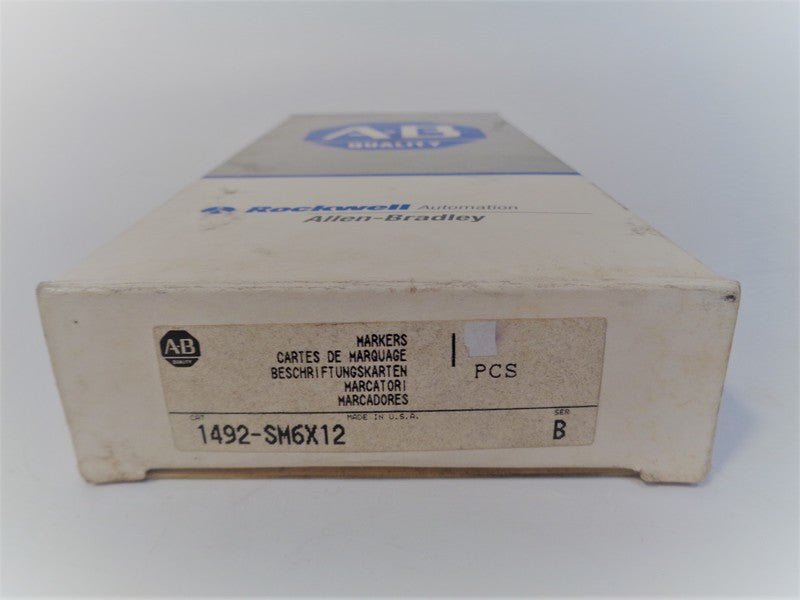 A-B
QUALITY
Rockwell Automation
Allen-Bradley
A-B
QUALITY
MARKERS
CARTES DE MARQUAGE
BESCHRIFTUNGSKARTEN
MARCATORI
MARCADORES
PCS
CAT
MADE IN U.S.A.
SER
1492-SM6X12
B